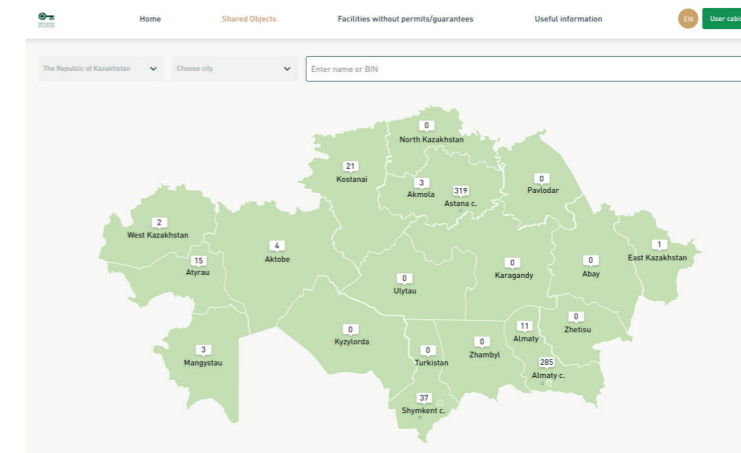 Home
Shared Objects
Facilities without permits/guarantees
Useful information
EN
User cabi
The Republic of Kazakhstan
Choose city
Enter name or BIN
0
North Kazakhstan
21
Kostanai
3
Akmola
319
Astana c.
0
Pavlodar
2
West Kazakhstan
4
Aktobe
15
Atyrau
0
Ulytau
0
Karagandy
0
Abay
1
East Kazakhstan
3
Mangystau
0
Kyzylorda
0
Turkistan
0
Zhambyl
11
Almaty
0
Zhetisu
285
Almaty c.
37
Shymkent c.